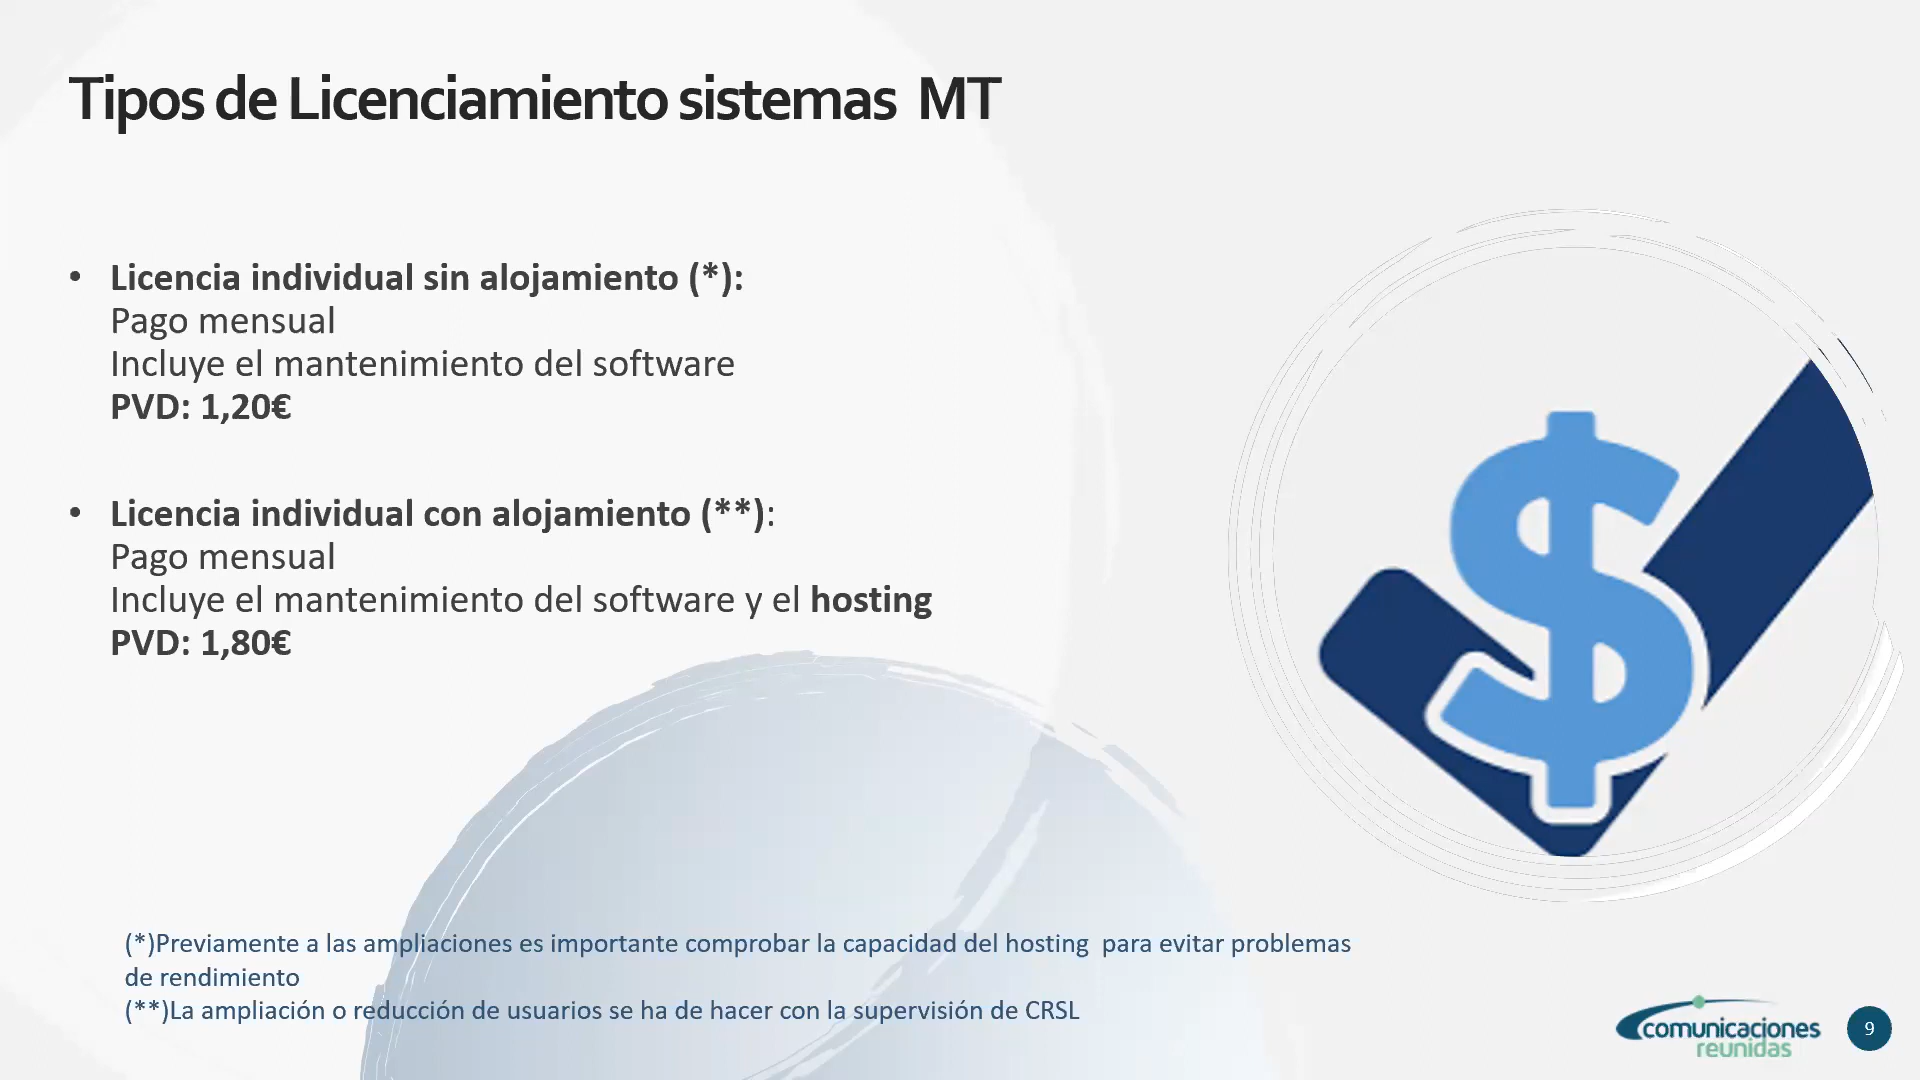 Tipos de Licenciamiento sistemas MT
• Licencia individual sin alojamiento (*):
Pago mensual
Incluye el mantenimiento del software
PVD: 1,20€
• Licencia individual con alojamiento (**):
Pago mensual
Incluye el mantenimiento del software y el hosting
PVD: 1,80€
(*)Previamente a las ampliaciones es importante comprobar la capacidad del hosting para evitar problemas
de rendimiento
(**)La ampliación o reducción de usuarios se ha de hacer con la supervisión de CRSL
comunicaciones
reunidas
9